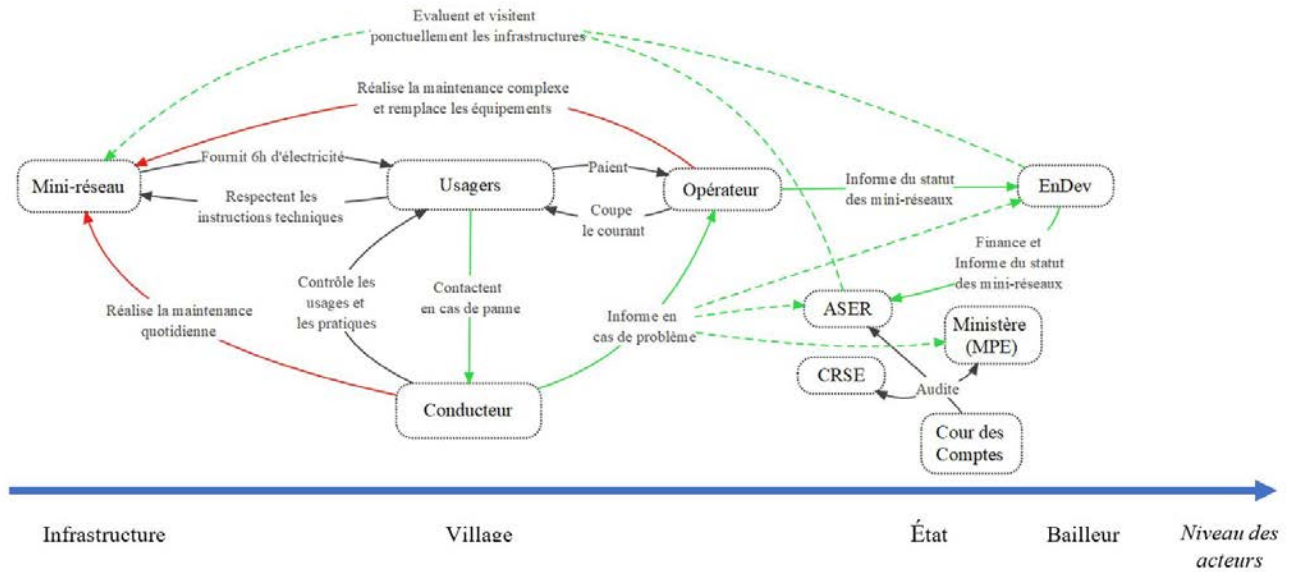 Evaluent et visitent
ponctuellement les infrastructures
Réalise la maintenance complexe
et remplace les équipements
Fournit 6h d'électricité
Mini-réseau
Usagers
Paient
Opérateur
Informe du statut
des mini-réseaux
EnDev
Respectent les
instructions techniques
Coupe
le courant
Finance et
Informe du statut
des mini-réseaux
Contrôle les
usages et
les pratiques
Contactent
en cas de panne
Réalise la maintenance
quotidienne
Informe en
cas de problème
ASER
Ministère
(MPE)
CRSE
Audite
Conducteur
Cour des
Comptes
Infrastructure
Village
État
Bailleur
Niveau des
acteurs